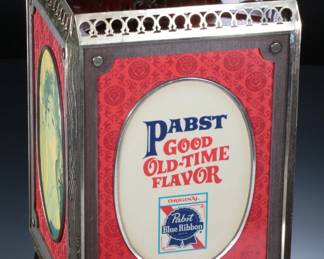 PABST
GOOD
OLD-TIME
FLAVOR
ORIGINAL
Pabst
Blue Ribbon